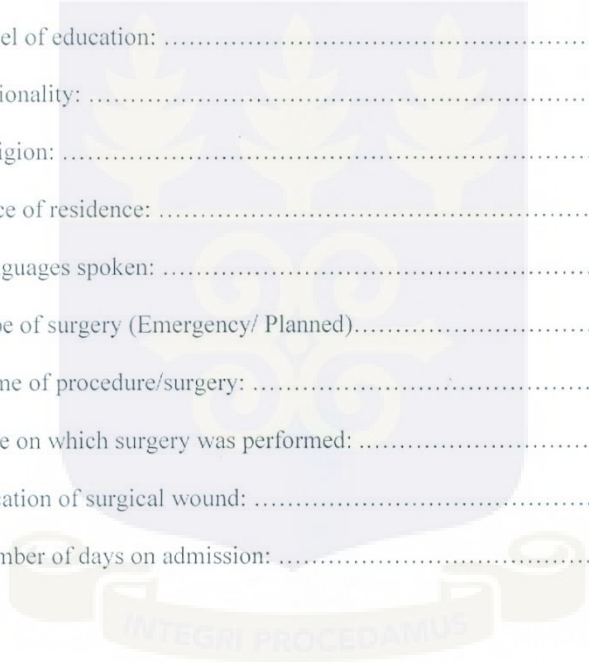 el of education: ................................................................
ionality: ................................................................
igion: ................................................................
ce of residence: ................................................................
guages spoken: ................................................................
pe of surgery (Emergency/ Planned)................................................................
me of procedure/surgery: ................................................................
e on which surgery was performed: ................................................................
cation of surgical wound: ................................................................
mber of days on admission: ................................................................
INTEGRI PROCEDAMUS